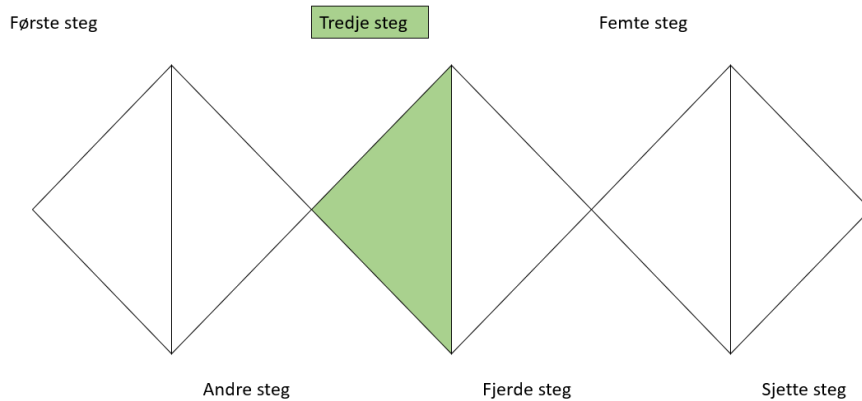 Første steg
Tredje steg
Femte steg
Andre steg
Fjerde steg
Sjette steg